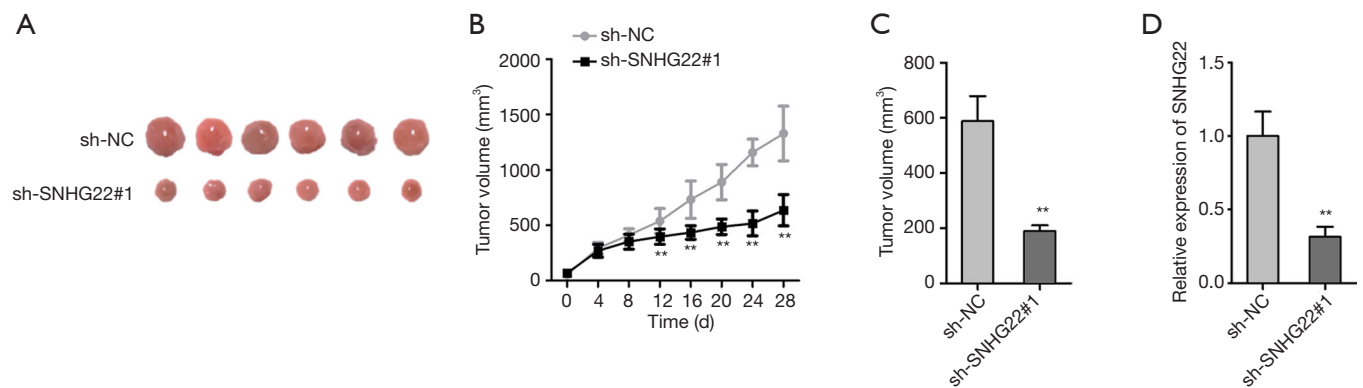 A
sh-NC
sh-SNHG22#1
B
sh-NC
sh-SNHG22#1
Tumor volume (mm³)
2000
1500
1000
500
0
** ** ** ** **
0 4 8 12 16 20 24 28
Time (d)
C
Tumor volume (mm³)
800
600
400
200
0
**
sh-NC
sh-SNHG22#1
D
Relative expression of SNHG22
1.5
1.0
0.5
0.0
**
sh-NC
sh-SNHG22#1